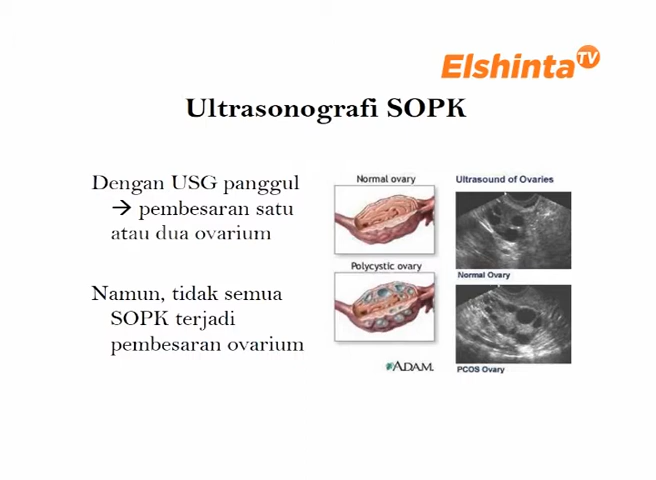 Elshinta TV
Ultrasonografi SOPK
Dengan USG panggul
→ pembesaran satu
atau dua ovarium
Namun, tidak semua
SOPK terjadi
pembesaran ovarium
Normal ovary
Polycystic ovary
ADAM.
Ultrasound of Ovaries
Normal Ovary
PCOS Ovary